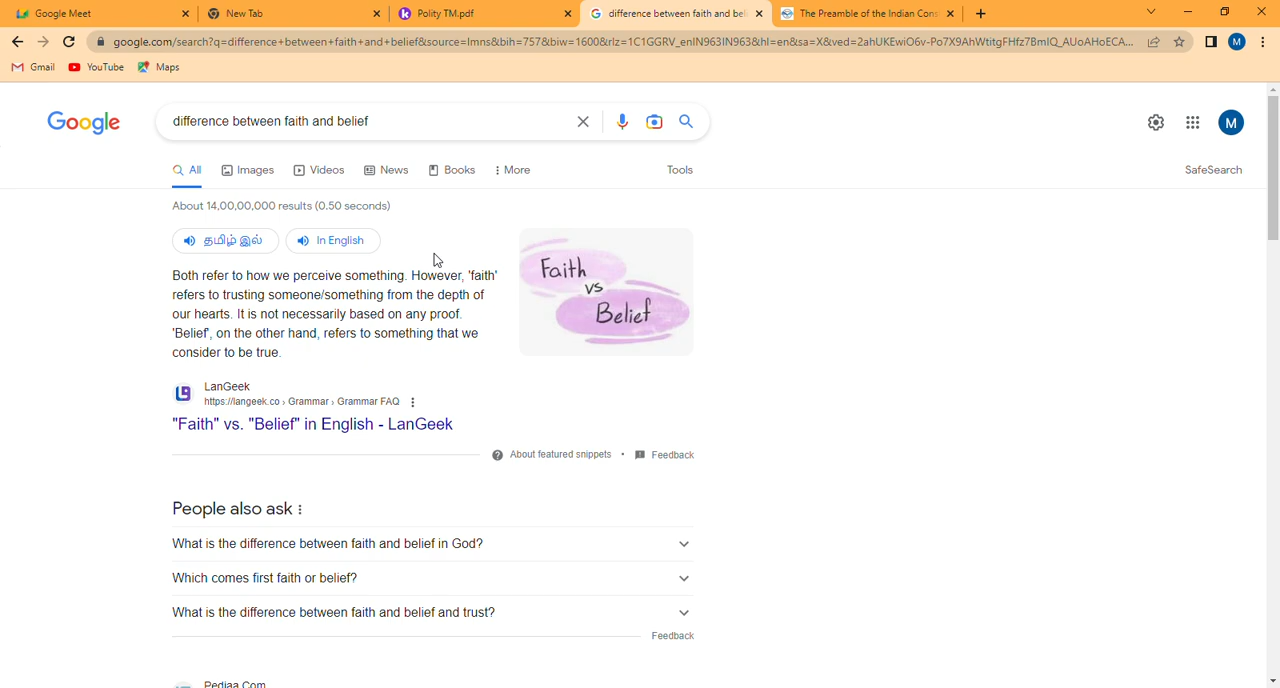 Google Meet
New Tab
Polity TM.pdf
difference between faith and bel
The Preamble of the Indian Cons
google.com/search?q=difference+between+faith+and+belief&source=lmns&bih=757&biw=1600&rlz=1C1GGRV_enIN963IN963&hl=en&sa=X&ved=2ahUKEwiO6v-Po7X9AhWtitgFHfz7BmIQ_AUoAHoECA...
M
Gmail
YouTube
Maps
Google
difference between faith and belief
M
All
Images
Videos
News
Books
More
Tools
SafeSearch
About 14,00,00,000 results (0.50 seconds)
தமிழ் இல்
In English
Both refer to how we perceive something. However, 'faith'
refers to trusting someone/something from the depth of
our hearts. It is not necessarily based on any proof.
'Belief', on the other hand, refers to something that we
consider to be true.
Faith
vs
Belief
LanGeek
https://langeek.co › Grammar › Grammar FAQ
"Faith" vs. "Belief" in English - LanGeek
About featured snippets • Feedback
People also ask
What is the difference between faith and belief in God?
Which comes first faith or belief?
What is the difference between faith and belief and trust?
Feedback
Pediaa.Com